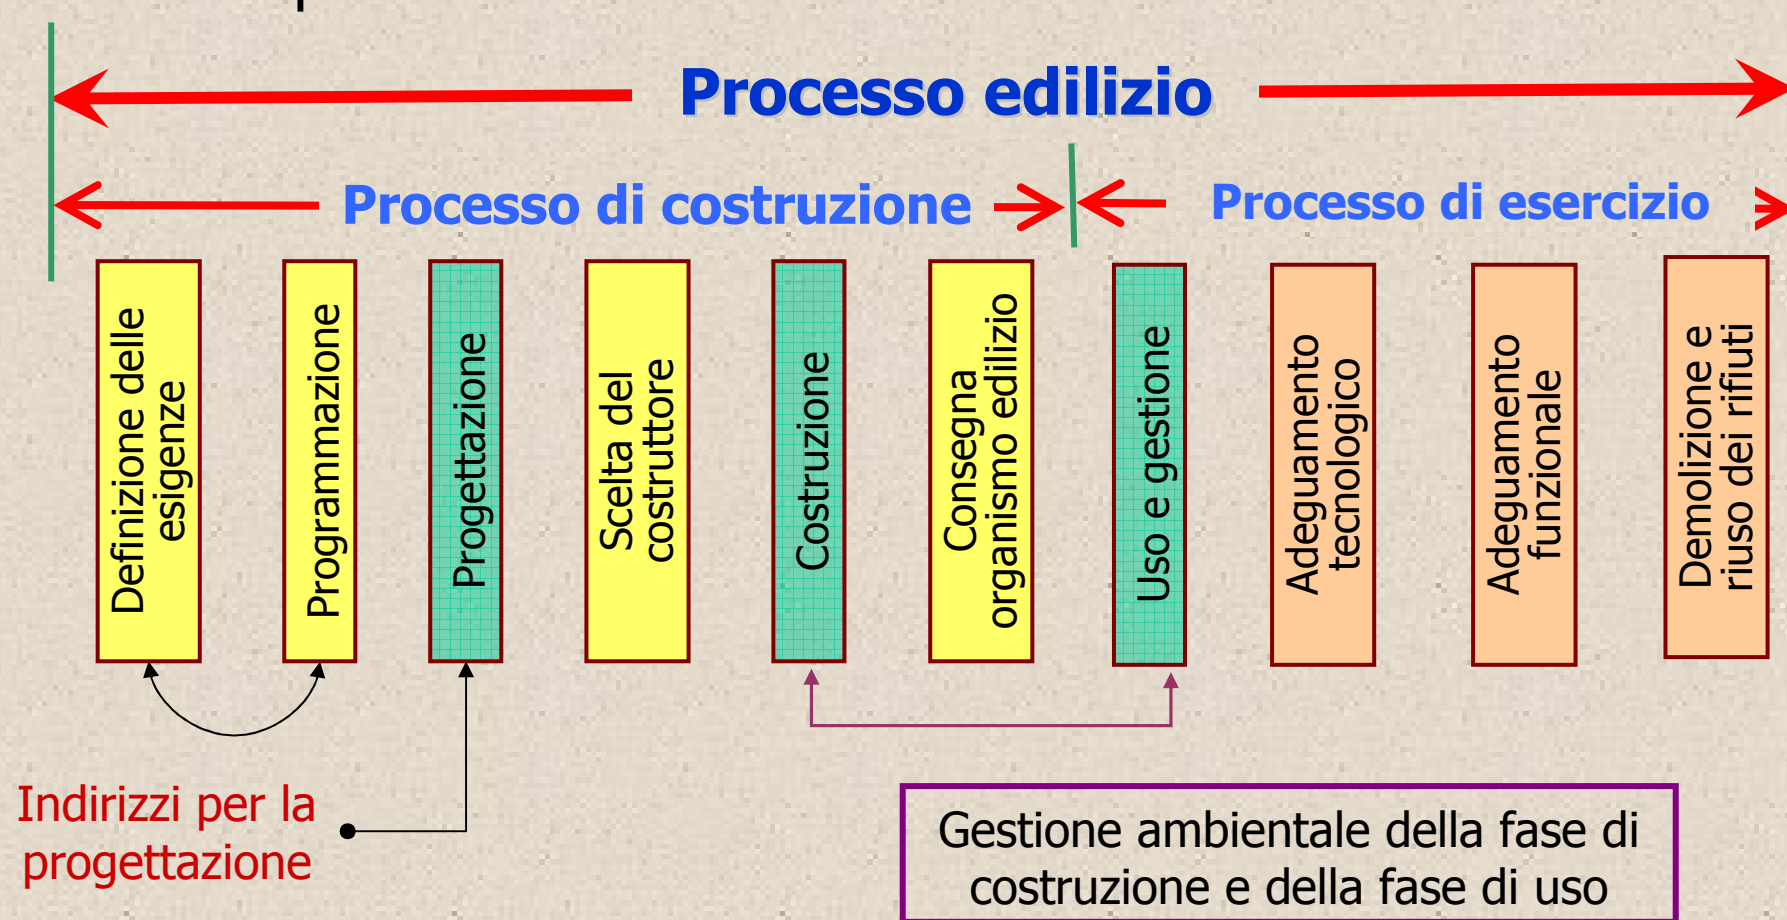 Processo edilizio
Processo di costruzione
Processo di esercizio
Definizione delle
esigenze
Programmazione
Progettazione
Scelta del
costruttore
Costruzione
Consegna
organismo edilizio
Uso e gestione
Adeguamento
tecnologico
Adeguamento
funzionale
Demolizione e
riuso dei rifiuti
Indirizzi per la
progettazione
Gestione ambientale della fase di
costruzione e della fase di uso